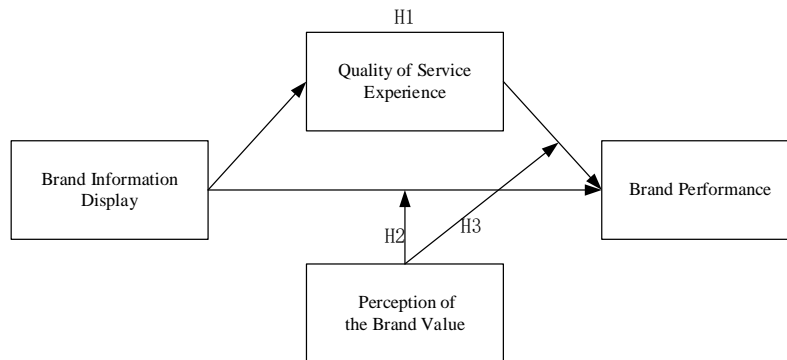 H1
Quality of Service
Experience
Brand Information
Display
Brand Performance
H2
H3
Perception of
the Brand Value